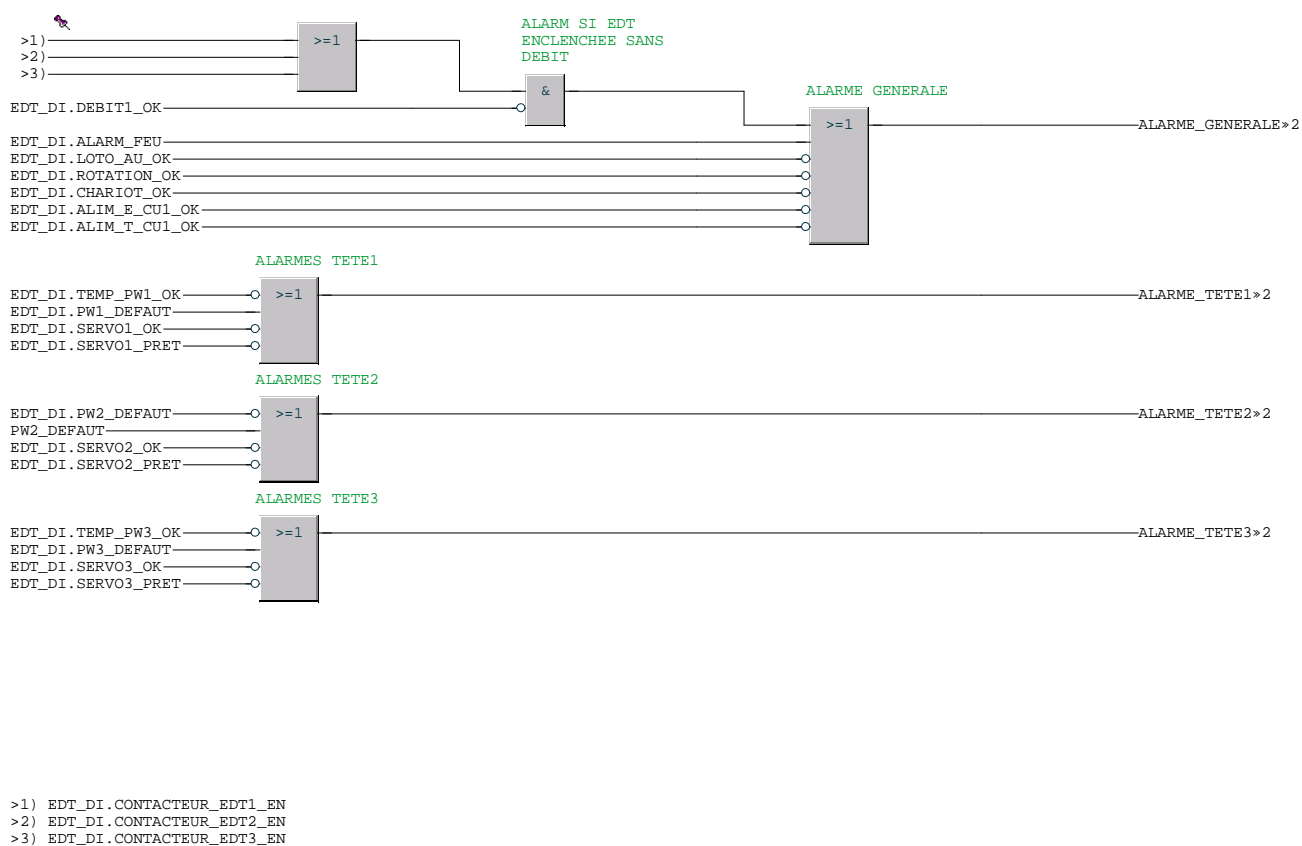 ALARM SI EDT
ENCLENCHEE SANS
DEBIT
>1)
>=1
>2)
>3)
&
ALARME GENERALE
EDT_DI.DEBIT1_OK
>=1
ALARME_GENERALE»2
EDT_DI.ALARM_FEU
EDT_DI.LOTO_AU_OK
EDT_DI.ROTATION_OK
EDT_DI.CHARIOT_OK
EDT_DI.ALIM_E_CU1_OK
EDT_DI.ALIM_T_CU1_OK
ALARMES TETE1
EDT_DI.TEMP_PW1_OK
>=1
ALARME_TETE1»2
EDT_DI.PW1_DEFAUT
EDT_DI.SERVO1_OK
EDT_DI.SERVO1_PRET
ALARMES TETE2
EDT_DI.PW2_DEFAUT
>=1
ALARME_TETE2»2
PW2_DEFAUT
EDT_DI.SERVO2_OK
EDT_DI.SERVO2_PRET
ALARMES TETE3
EDT_DI.TEMP_PW3_OK
>=1
ALARME_TETE3»2
EDT_DI.PW3_DEFAUT
EDT_DI.SERVO3_OK
EDT_DI.SERVO3_PRET
>1) EDT_DI.CONTACTEUR_EDT1_EN
>2) EDT_DI.CONTACTEUR_EDT2_EN
>3) EDT_DI.CONTACTEUR_EDT3_EN